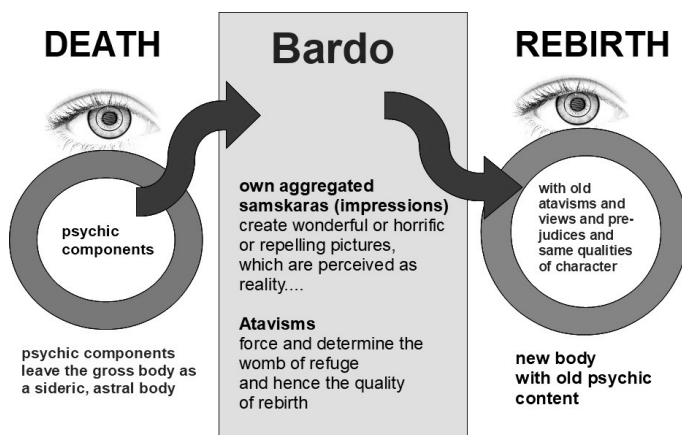 DEATH
psychic
components
psychic components
leave the gross body as
a sideric, astral body
Bardo
own aggregated
samskaras (impressions)
create wonderful or horrific
or repelling pictures,
which are perceived as
reality....
Atavisms
force and determine the
womb of refuge
and hence the quality
of rebirth
REBIRTH
with old
atavisms and
views and pre-
judices and
same qualities
of character
new body
with old psychic
content